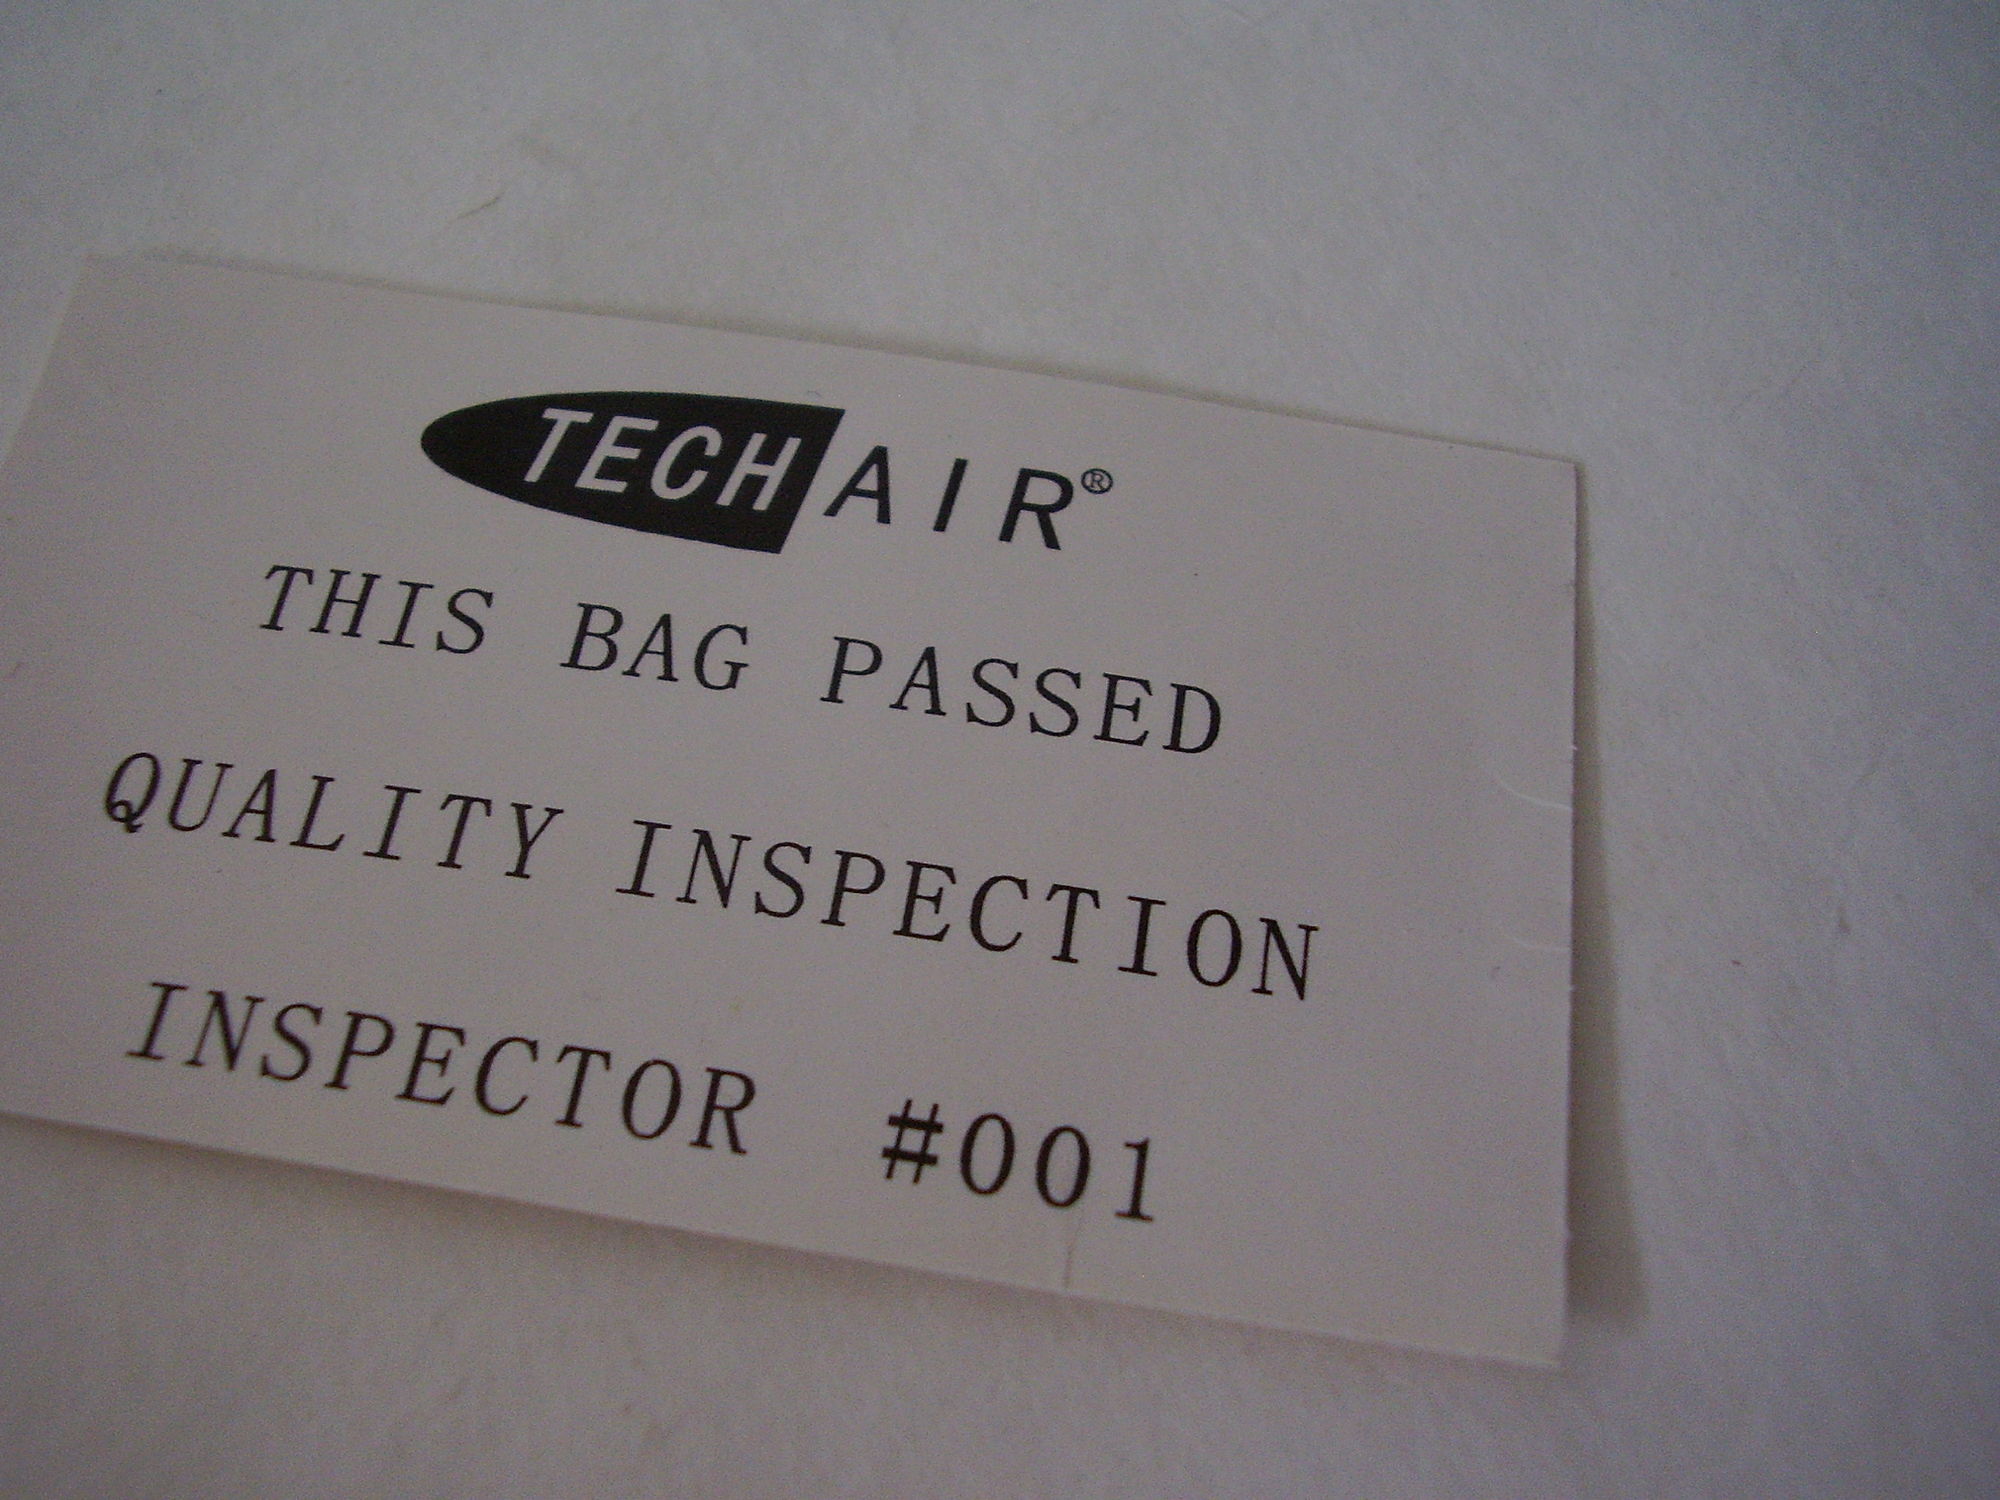 TECH AIR®
THIS BAG PASSED
QUALITY INSPECTION
INSPECTOR #001